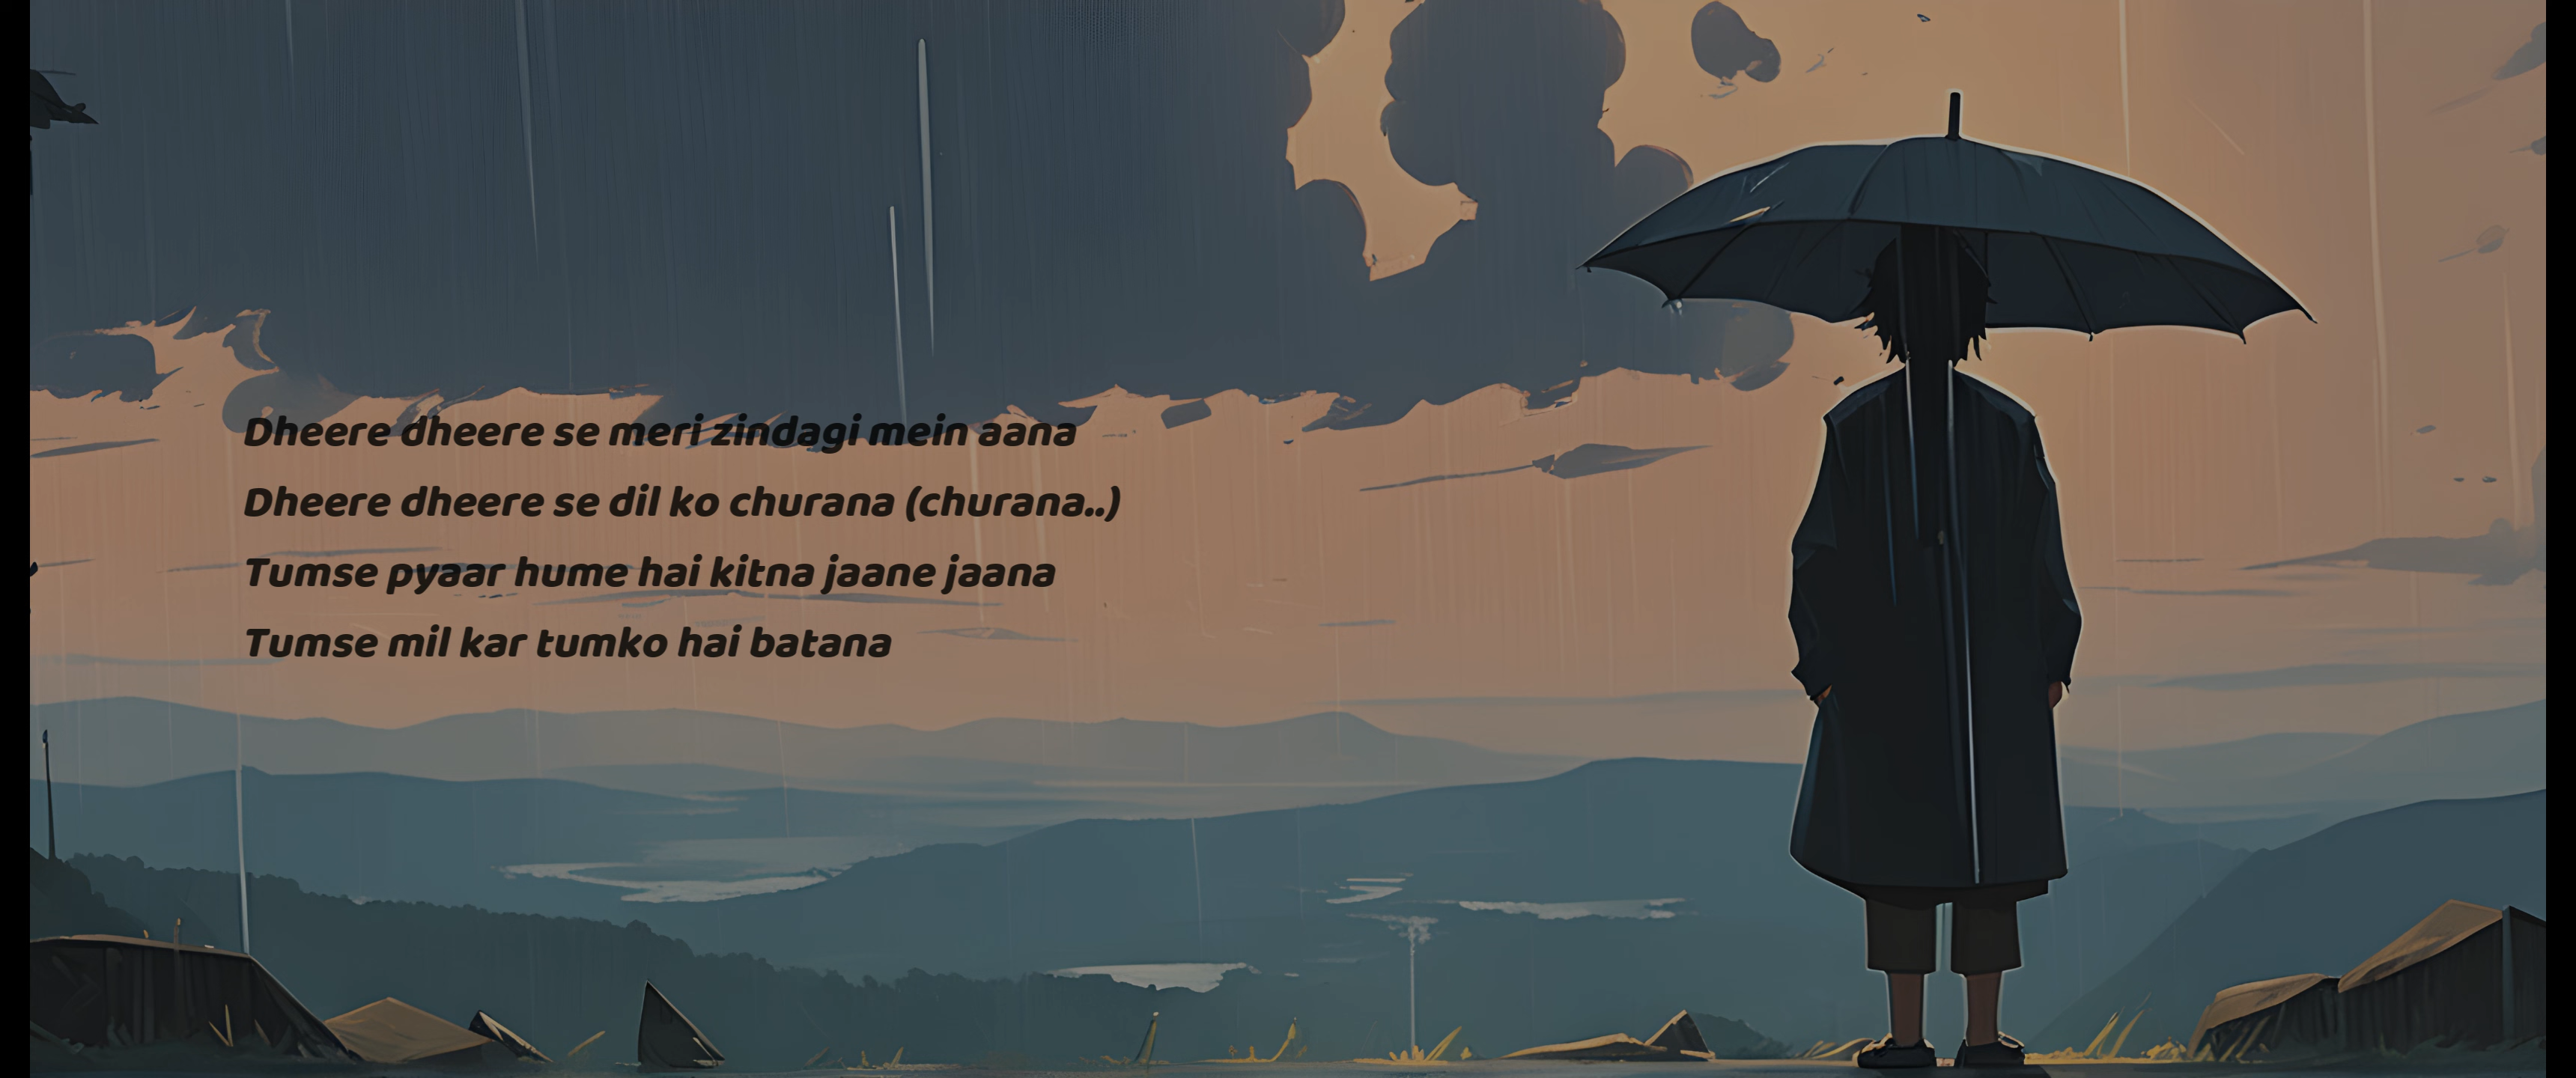 Dheere dheere se meri zindagi mein aana
Dheere dheere se dil ko churana (churana..)
Tumse pyaar hume hai kitna jaane jaana
Tumse mil kar tumko hai batana